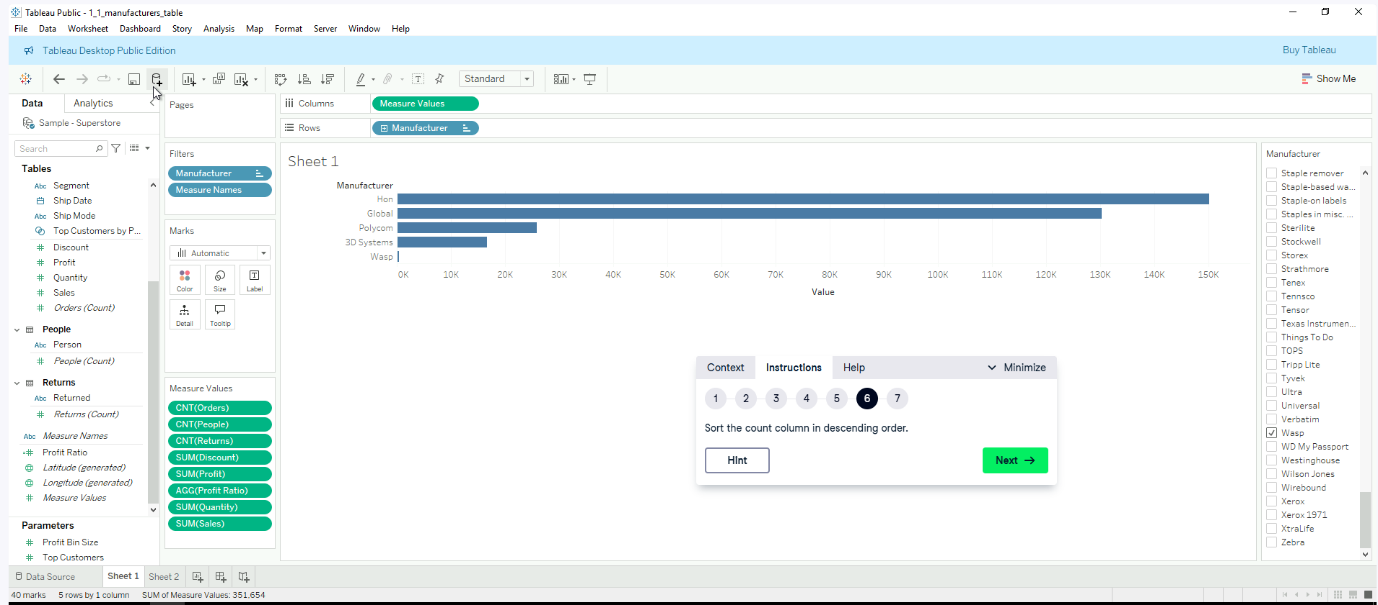 Tableau Public - 1_1_manufacturers_table
File Data Worksheet Dashboard Story Analysis Map Format Server Window Help
Tableau Desktop Public Edition
Buy Tableau
Standard
Show Me
Data Analytics
Sample - Superstore
Search
Tables
Abc Segment
Ship Date
Abc Ship Mode
Top Customers by P...
Discount
Profit
Quantity
Sales
Orders (Count)
People
Abc Person
People (Count)
Returns
Abc Returned
Returns (Count)
Abc Measure Names
Profit Ratio
Latitude (generated)
Longitude (generated)
Measure Values
Parameters
Profit Bin Size
Top Customers
Pages
Filters
Manufacturer
Measure Names
Marks
Automatic
Color Size Label
Detail Tooltip
Measure Values
CNT(Orders)
CNT(People)
CNT(Returns)
SUM(Discount)
SUM(Profit)
AGG(Profit Ratio)
SUM(Quantity)
SUM(Sales)
Columns Measure Values
Rows Manufacturer
Sheet 1
Manufacturer
Hon
Global
Polycom
3D Systems
Wasp
0K 10K 20K 30K 40K 50K 60K 70K 80K 90K 100K 110K 120K 130K 140K 150K
Value
Context Instructions Help Minimize
1 2 3 4 5 6 7
Sort the count column in descending order.
Hint Next →
Manufacturer
Staple remover
Staple-based wa...
Staple-on labels
Staples in misc. ...
Sterilite
Stockwell
Storex
Strathmore
Tenex
Tennsco
Tensor
Texas Instrumen...
Things To Do
TOPS
Tripp Lite
Tyvek
Ultra
Universal
Verbatim
Wasp
WD My Passport
Westinghouse
Wilson Jones
Wirebound
Xerox
Xerox 1971
XtraLife
Zebra
Data Source Sheet 1 Sheet 2
40 marks 5 rows by 1 column SUM of Measure Values: 351,654